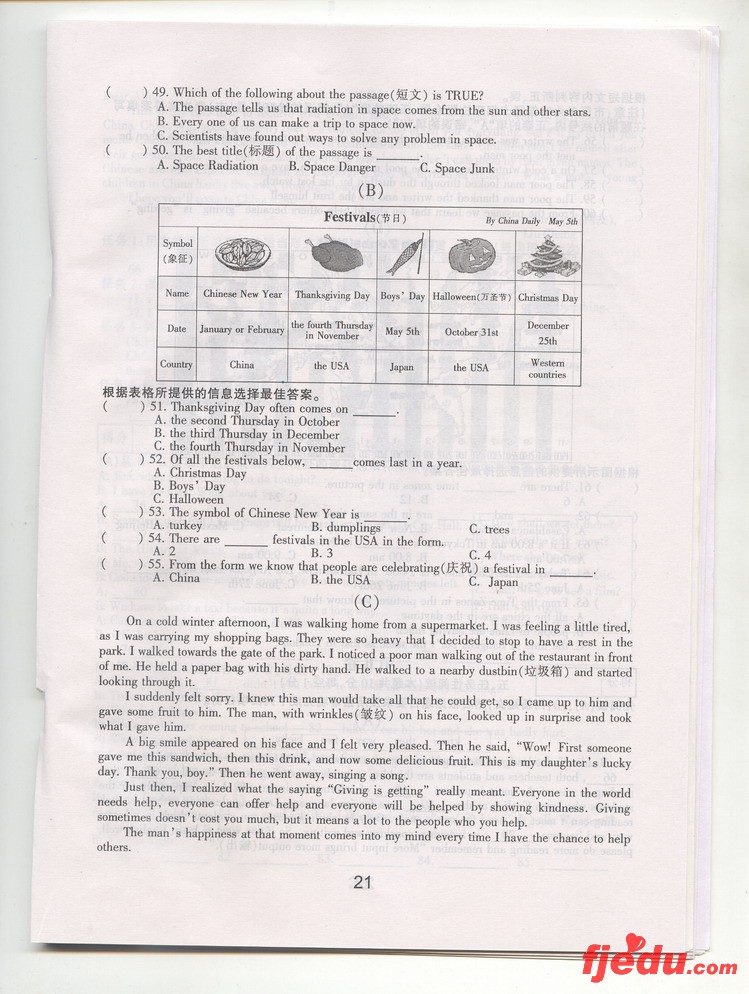 ( ) 49. Which of the following about the passage(短文) is TRUE?
A. The passage tells us that radiation in space comes from the sun and other stars.
B. Every one of us can make a trip to space now.
C. Scientists have found out ways to solve any problem in space.
( ) 50. The best title(标题) of the passage is ______.
A. Space Radiation B. Space Danger C. Space Junk
(B)
Festivals(节日) By China Daily May 5th
Symbol
(象征)
Name Chinese New Year Thanksgiving Day Boys' Day Halloween(万圣节) Christmas Day
Date January or February the fourth Thursday in November May 5th October 31st December 25th
Country China the USA Japan the USA Western countries
根据表格所提供的信息选择最佳答案。
( ) 51. Thanksgiving Day often comes on ______.
A. the second Thursday in October
B. the third Thursday in December
C. the fourth Thursday in November
( ) 52. Of all the festivals below, ______comes last in a year.
A. Christmas Day
B. Boys' Day
C. Halloween
( ) 53. The symbol of Chinese New Year is ______.
A. turkey B. dumplings C. trees
( ) 54. There are ______ festivals in the USA in the form.
A. 2 B. 3 C. 4
( ) 55. From the form we know that people are celebrating(庆祝) a festival in ______.
A. China B. the USA C. Japan
(C)
On a cold winter afternoon, I was walking home from a supermarket. I was feeling a little tired,
as I was carrying my shopping bags. They were so heavy that I decided to stop to have a rest in the
park. I walked towards the gate of the park. I noticed a poor man walking out of the restaurant in front
of me. He held a paper bag with his dirty hand. He walked to a nearby dustbin(垃圾箱) and started
looking through it.
I suddenly felt sorry. I knew this man would take all that he could get, so I came up to him and
gave some fruit to him. The man, with wrinkles(皱纹) on his face, looked up in surprise and took
what I gave him.
A big smile appeared on his face and I felt very pleased. Then he said, "Wow! First someone
gave me this sandwich, then this drink, and now some delicious fruit. This is my daughter's lucky
day. Thank you, boy." Then he went away, singing a song.
Just then, I realized what the saying "Giving is getting" really meant. Everyone in the world
needs help, everyone can offer help and everyone will be helped by showing kindness. Giving
sometimes doesn't cost you much, but it means a lot to the people who you help.
The man's happiness at that moment comes into my mind every time I have the chance to help
others.
21
fjedu.com